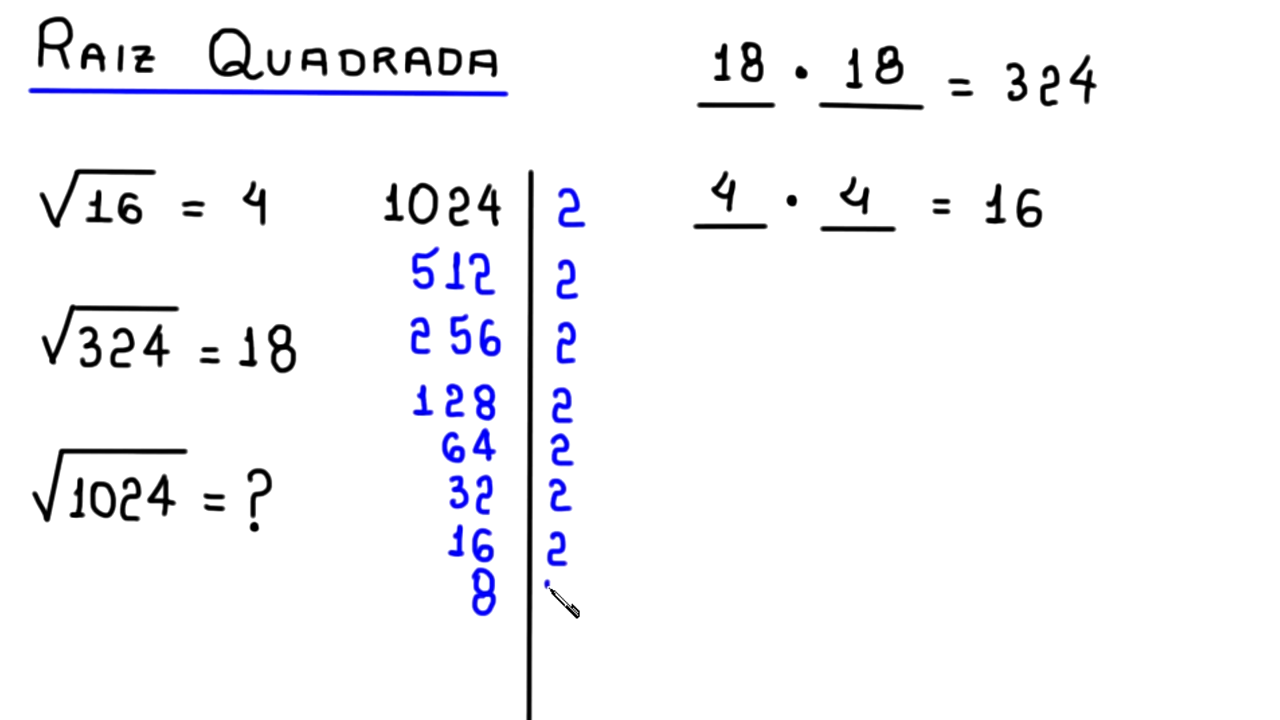 RAIZ QUADRADA
√16 = 4
√324 = 18
√1024 = ?
1024 | 2
512 | 2
256 | 2
128 | 2
64 | 2
32 | 2
16 | 2
8 |
18 · 18 = 324
4 · 4 = 16